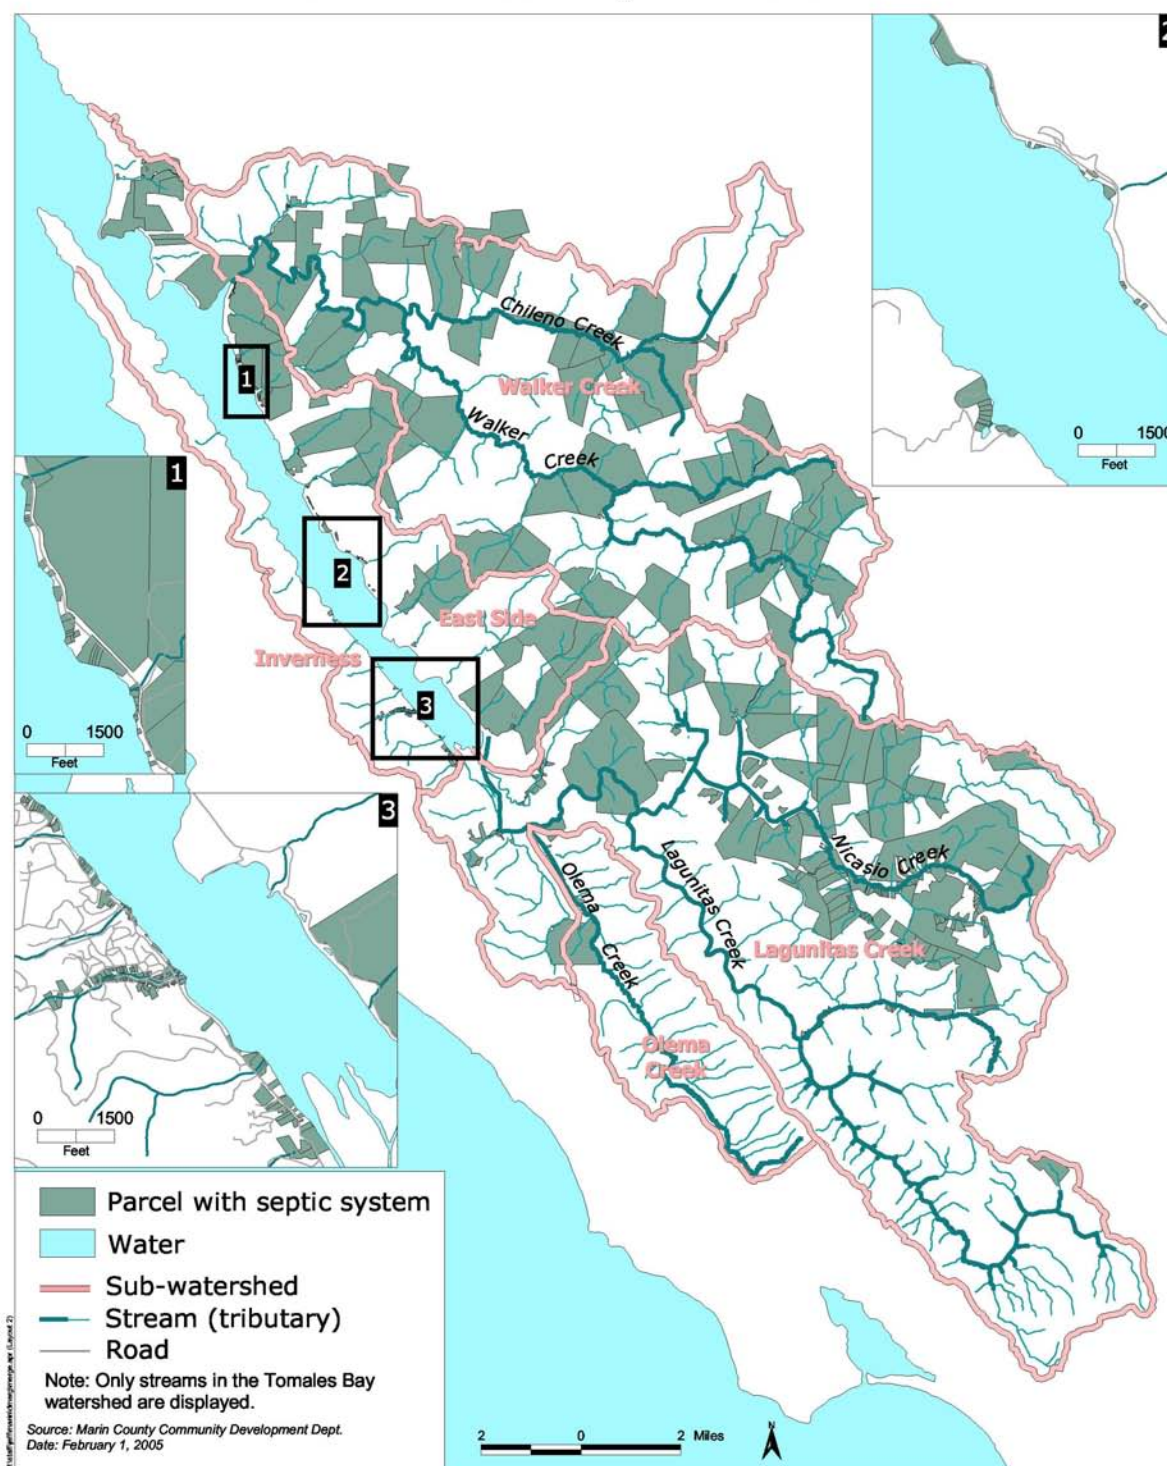 2
Chileno Creek
Walker Creek
1
Walker
Creek
0 1500
Feet
1
2
East Side
Inverness
3
0 1500
Feet
3
Nicasio Creek
Lagunitas Creek
Olema
Creek
Lagunitas Creek
Olema
Creek
0 1500
Feet
Parcel with septic system
Water
Sub-watershed
Stream (tributary)
Road
Note: Only streams in the Tomales Bay
watershed are displayed.
Source: Marin County Community Development Dept.
Date: February 1, 2005
2 0 2 Miles
N